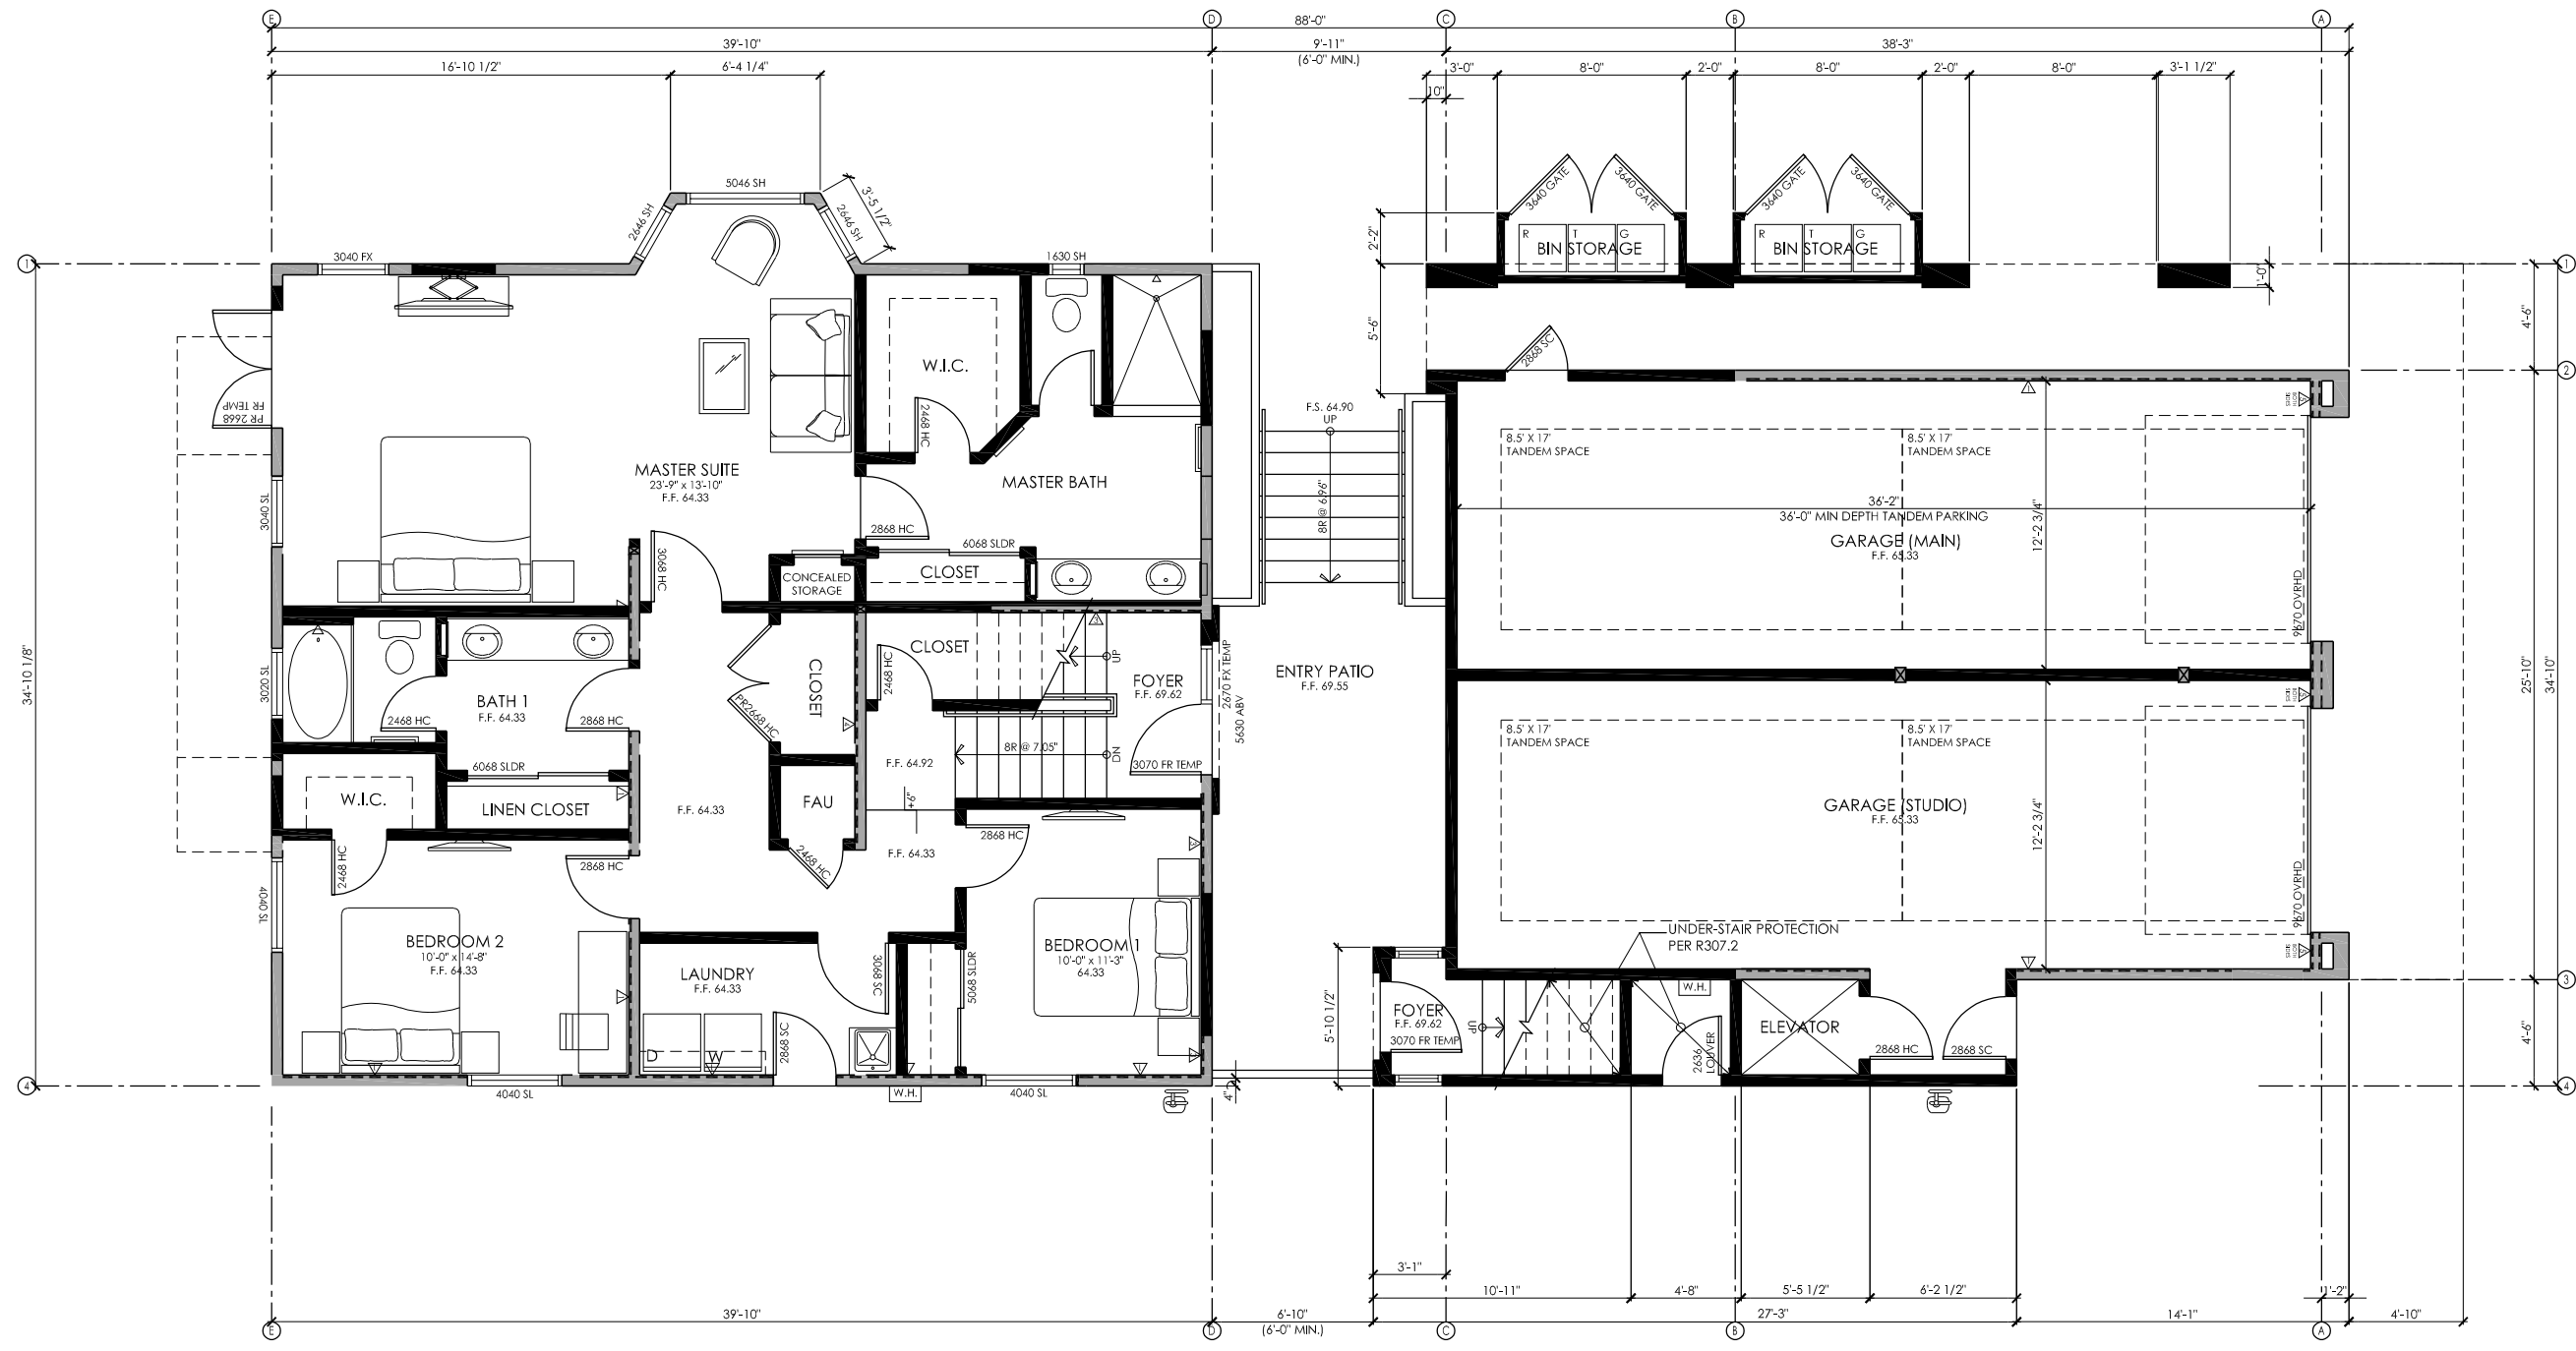 E
D
C
B
A
88'-0"
39'-10"
9'-11"
(6'-0" MIN.)
38'-3"
16'-10 1/2"
6'-4 1/4"
3'-0"
8'-0"
2'-0"
8'-0"
2'-0"
8'-0"
3'-1 1/2"
10"
5046 SH
2646 SH
2646 SH
3'-5 1/2"
3640 GATE
3640 GATE
3640 GATE
3640 GATE
2'-2"
R
T
G
BIN STORAGE
R
T
G
BIN STORAGE
1
3040 FX
1630 SH
1
1'-0"
5'-6"
4'-6"
2868 SC
2
W.I.C.
2468 HC
PR 2668
FR TEMP
F.S. 64.90
UP
8R @ 6.96"
8.5' X 17'
TANDEM SPACE
8.5' X 17'
TANDEM SPACE
MASTER SUITE
23'-9" x 13'-10"
F.F. 64.33
MASTER BATH
3040 SL
2868 HC
36'-2"
36'-0" MIN DEPTH TANDEM PARKING
GARAGE (MAIN)
F.F. 65.33
12'-2 3/4"
9670 OVRHD
6068 SLDR
3068 HC
CONCEALED
STORAGE
CLOSET
34'-10 1/8"
25'-10"
34'-10"
CLOSET
2468 HC
UP
FOYER
F.F. 69.62
2670 FX TEMP
5630 ABV
ENTRY PATIO
F.F. 69.55
CLOSET
PR2668 HC
BATH 1
F.F. 64.33
2468 HC
2868 HC
3020 SL
8R @ 7.05"
DN
3070 FR TEMP
8.5' X 17'
TANDEM SPACE
8.5' X 17'
TANDEM SPACE
F.F. 64.92
6068 SLDR
W.I.C.
LINEN CLOSET
F.F. 64.33
FAU
+6"
GARAGE (STUDIO)
F.F. 65.33
12'-2 3/4"
9670 OVRHD
2468 HC
2868 HC
2468 HC
F.F. 64.33
2868 HC
4040 SL
BEDROOM 2
10'-0" x 14'-8"
F.F. 64.33
BEDROOM 1
10'-0" x 11'-3"
64.33
UNDER-STAIR PROTECTION
PER R307.2
LAUNDRY
F.F. 64.33
3068 SC
5068 SLDR
W.H.
3
5'-10 1/2"
FOYER
F.F. 69.62
3070 FR TEMP
UP
ELEVATOR
2868 HC
2868 SC
2636
LOUVER
4'-6"
D
W
2868 SC
4
4040 SL
W.H.
4040 SL
4"
4
3'-1"
10'-11"
4'-8"
5'-5 1/2"
6'-2 1/2"
1'-2"
39'-10"
6'-10"
(6'-0" MIN.)
27'-3"
14'-1"
4'-10"
E
D
C
B
A